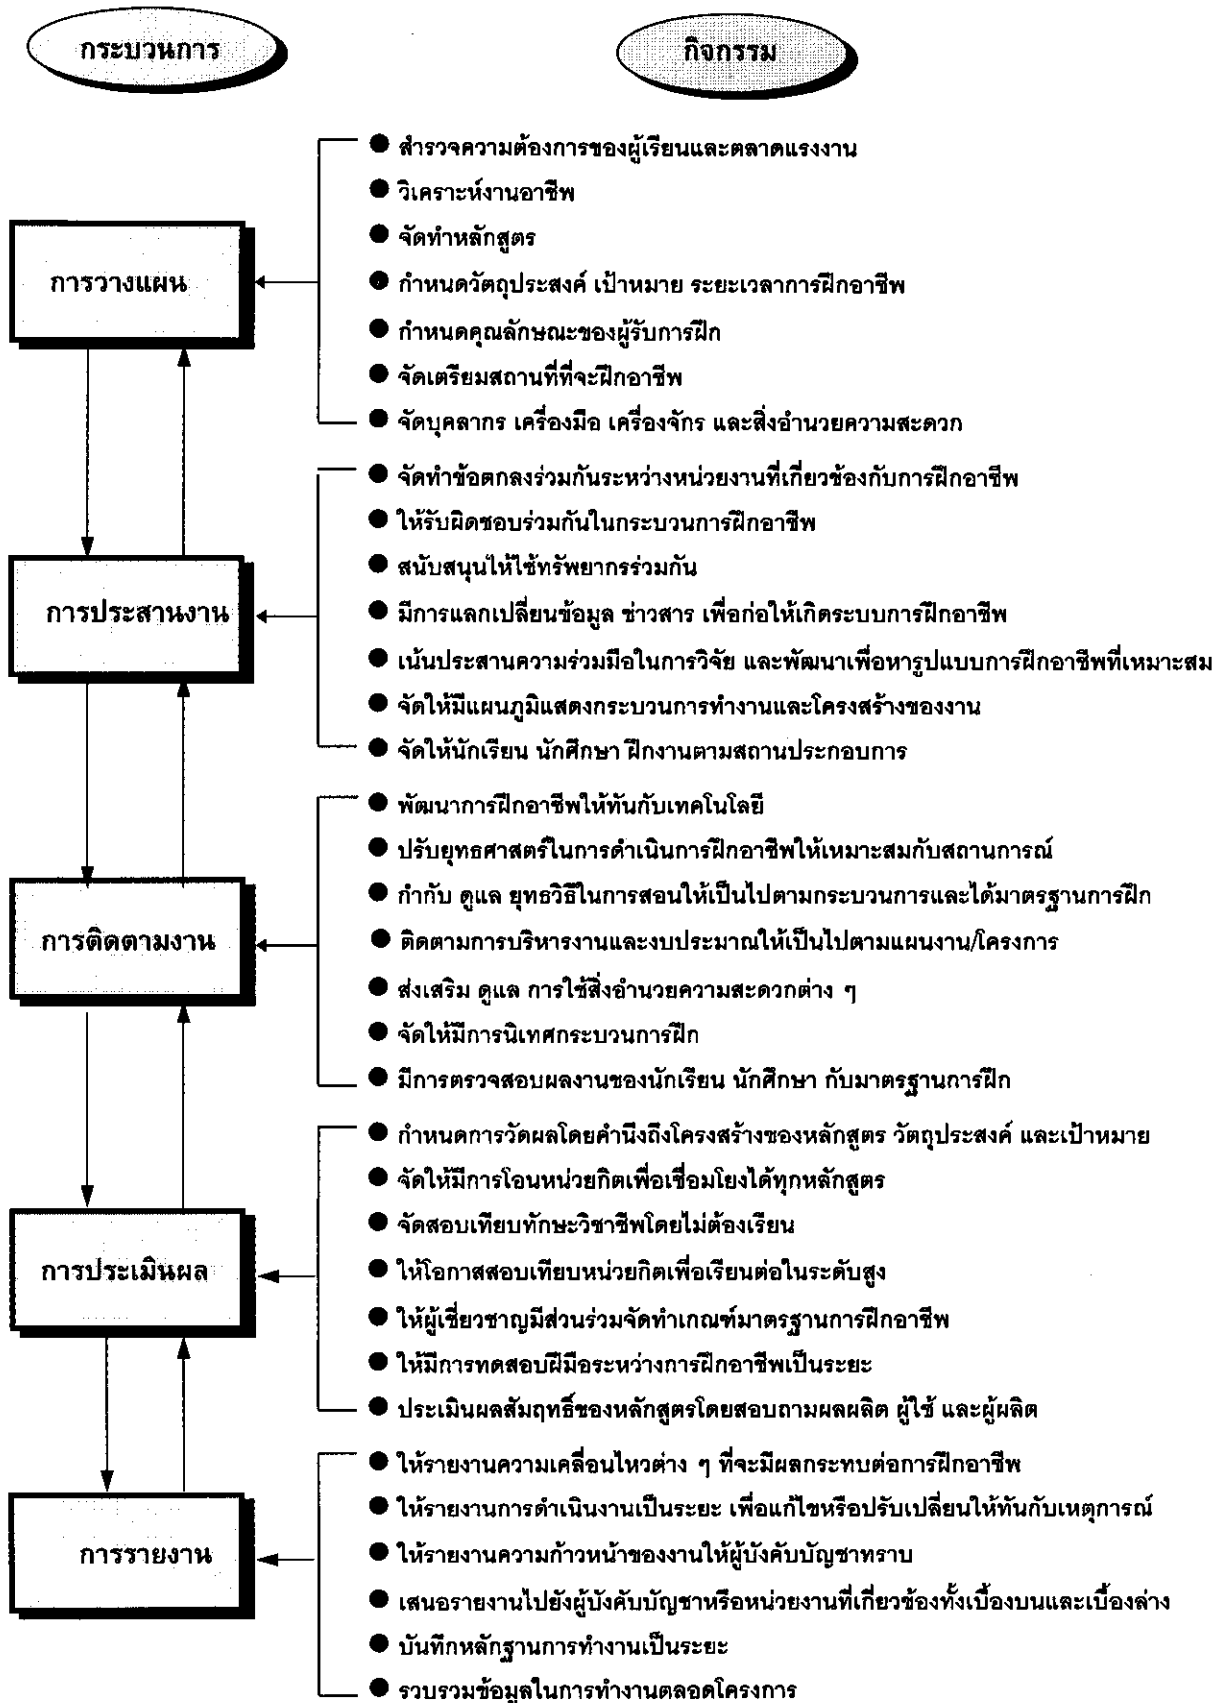 กระบวนการ
กิจกรรม
สำรวจความต้องการของผู้เรียนและตลาดแรงงาน
วิเคราะห์งานอาชีพ
จัดทำหลักสูตร
การวางแผน
กำหนดวัตถุประสงค์ เป้าหมาย ระยะเวลาการฝึกอาชีพ
กำหนดคุณลักษณะของผู้รับการฝึก
จัดเตรียมสถานที่ที่จะฝึกอาชีพ
จัดบุคลากร เครื่องมือ เครื่องจักร และสิ่งอำนวยความสะดวก
จัดทำข้อตกลงร่วมกันระหว่างหน่วยงานที่เกี่ยวข้องกับการฝึกอาชีพ
ให้รับผิดชอบร่วมกันในกระบวนการฝึกอาชีพ
สนับสนุนให้ใช้ทรัพยากรร่วมกัน
การประสานงาน
มีการแลกเปลี่ยนข้อมูล ข่าวสาร เพื่อก่อให้เกิดระบบการฝึกอาชีพ
เน้นประสานความร่วมมือในการวิจัย และพัฒนาเพื่อหารูปแบบการฝึกอาชีพที่เหมาะสม
จัดให้มีแผนภูมิแสดงกระบวนการทำงานและโครงสร้างของงาน
จัดให้นักเรียน นักศึกษา ฝึกงานตามสถานประกอบการ
พัฒนาการฝึกอาชีพให้ทันกับเทคโนโลยี
ปรับยุทธศาสตร์ในการดำเนินการฝึกอาชีพให้เหมาะสมกับสถานการณ์
กำกับ ดูแล ยุทธวิธีในการสอนให้เป็นไปตามกระบวนการและได้มาตรฐานการฝึก
การติดตามงาน
ติดตามการบริหารงานและงบประมาณให้เป็นไปตามแผนงาน/โครงการ
ส่งเสริม ดูแล การใช้สิ่งอำนวยความสะดวกต่าง ๆ
จัดให้มีการนิเทศกระบวนการฝึก
มีการตรวจสอบผลงานของนักเรียน นักศึกษา กับมาตรฐานการฝึก
กำหนดการวัดผลโดยคำนึงถึงโครงสร้างของหลักสูตร วัตถุประสงค์ และเป้าหมาย
จัดให้มีการโอนหน่วยกิตเพื่อเชื่อมโยงได้ทุกหลักสูตร
จัดสอบเทียบทักษะวิชาชีพโดยไม่ต้องเรียน
การประเมินผล
ให้โอกาสสอบเทียบหน่วยกิตเพื่อเรียนต่อในระดับสูง
ให้ผู้เชี่ยวชาญมีส่วนร่วมจัดทำเกณฑ์มาตรฐานการฝึกอาชีพ
ให้มีการทดสอบฝีมือระหว่างการฝึกอาชีพเป็นระยะ
ประเมินผลสัมฤทธิ์ของหลักสูตรโดยสอบถามผลผลิต ผู้ใช้ และผู้ผลิต
ให้รายงานความเคลื่อนไหวต่าง ๆ ที่จะมีผลกระทบต่อการฝึกอาชีพ
ให้รายงานการดำเนินงานเป็นระยะ เพื่อแก้ไขหรือปรับเปลี่ยนให้ทันกับเหตุการณ์
การรายงาน
ให้รายงานความก้าวหน้าของงานให้ผู้บังคับบัญชาทราบ
เสนอรายงานไปยังผู้บังคับบัญชาหรือหน่วยงานที่เกี่ยวข้องทั้งเบื้องบนและเบื้องล่าง
บันทึกหลักฐานการทำงานเป็นระยะ
รวบรวมข้อมูลในการทำงานตลอดโครงการ